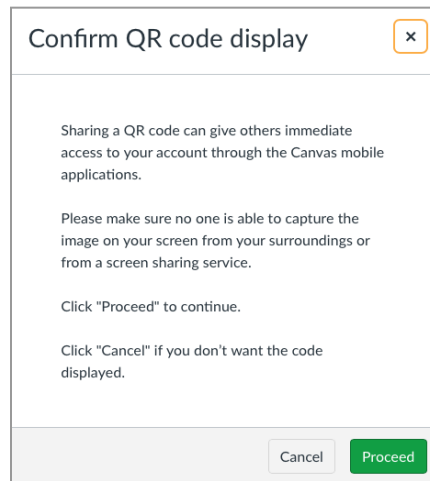 Confirm QR code display
×
Sharing a QR code can give others immediate
access to your account through the Canvas mobile
applications.
Please make sure no one is able to capture the
image on your screen from your surroundings or
from a screen sharing service.
Click "Proceed" to continue.
Click "Cancel" if you don’t want the code
displayed.
Cancel
Proceed